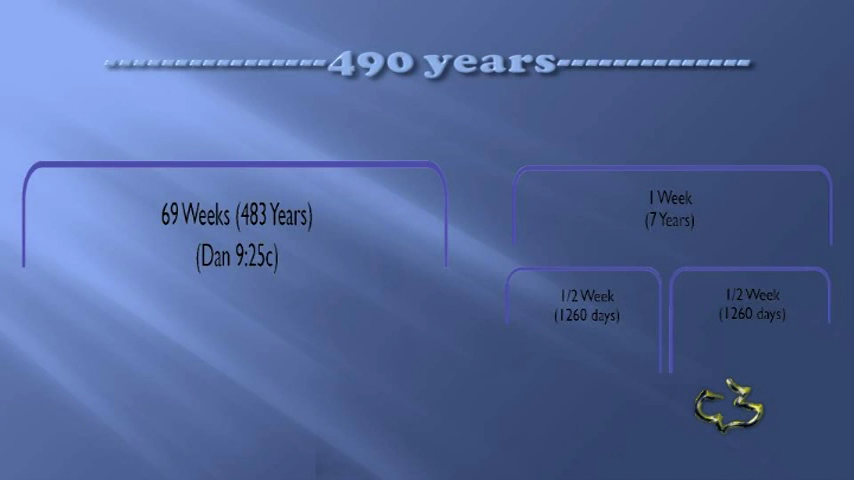 490 years
69 Weeks (483 Years)
(Dan 9:25c)
1 Week
(7 Years)
1/2 Week
(1260 days)
1/2 Week
(1260 days)